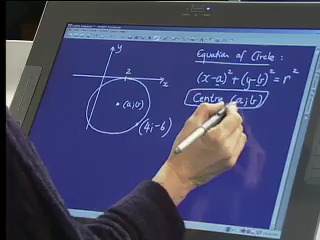 y
Equation of Circle:
2
x
(x-a)² + (y-b)² = r²
(a;b)
Centre (a;b)
(4;-6)